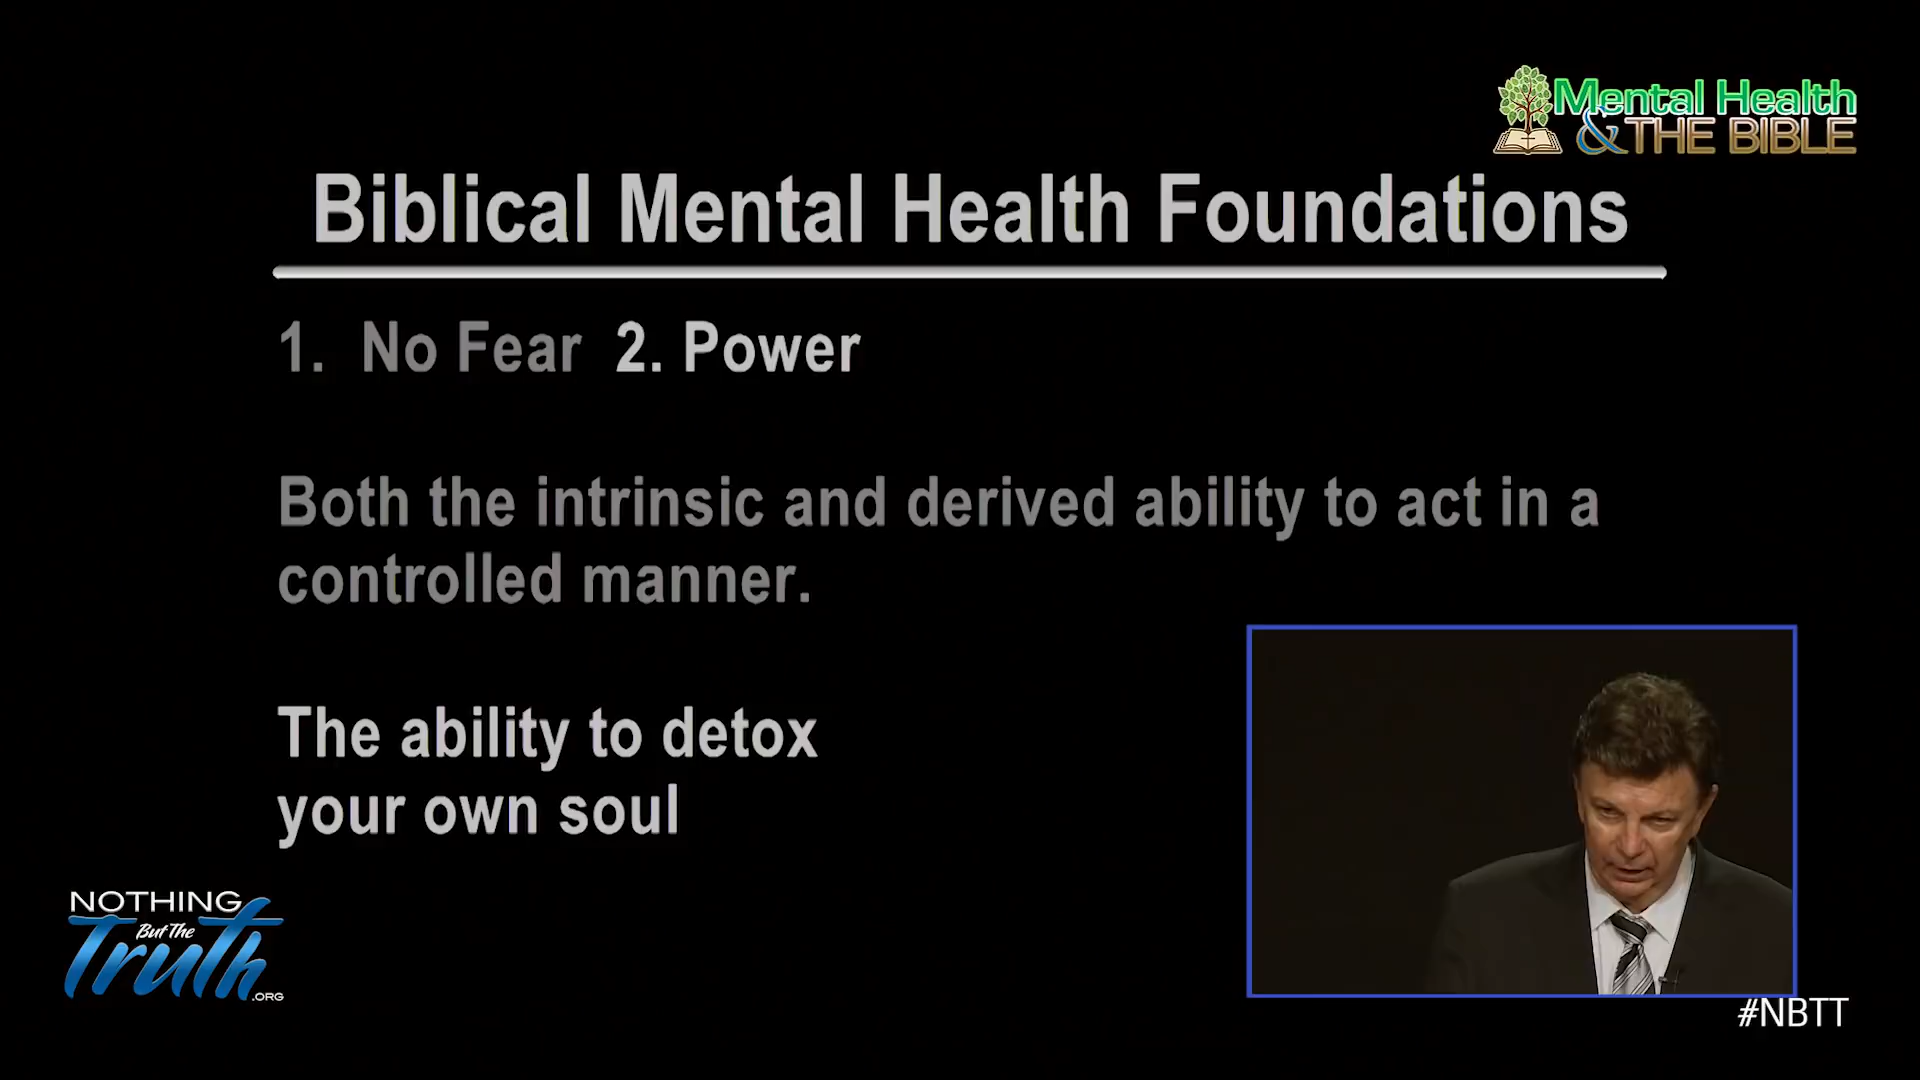 Mental Health
& THE BIBLE
Biblical Mental Health Foundations
1. No Fear 2. Power
Both the intrinsic and derived ability to act in a
controlled manner.
The ability to detox
your own soul
NOTHING
But The
Truth
.ORG
#NBTT